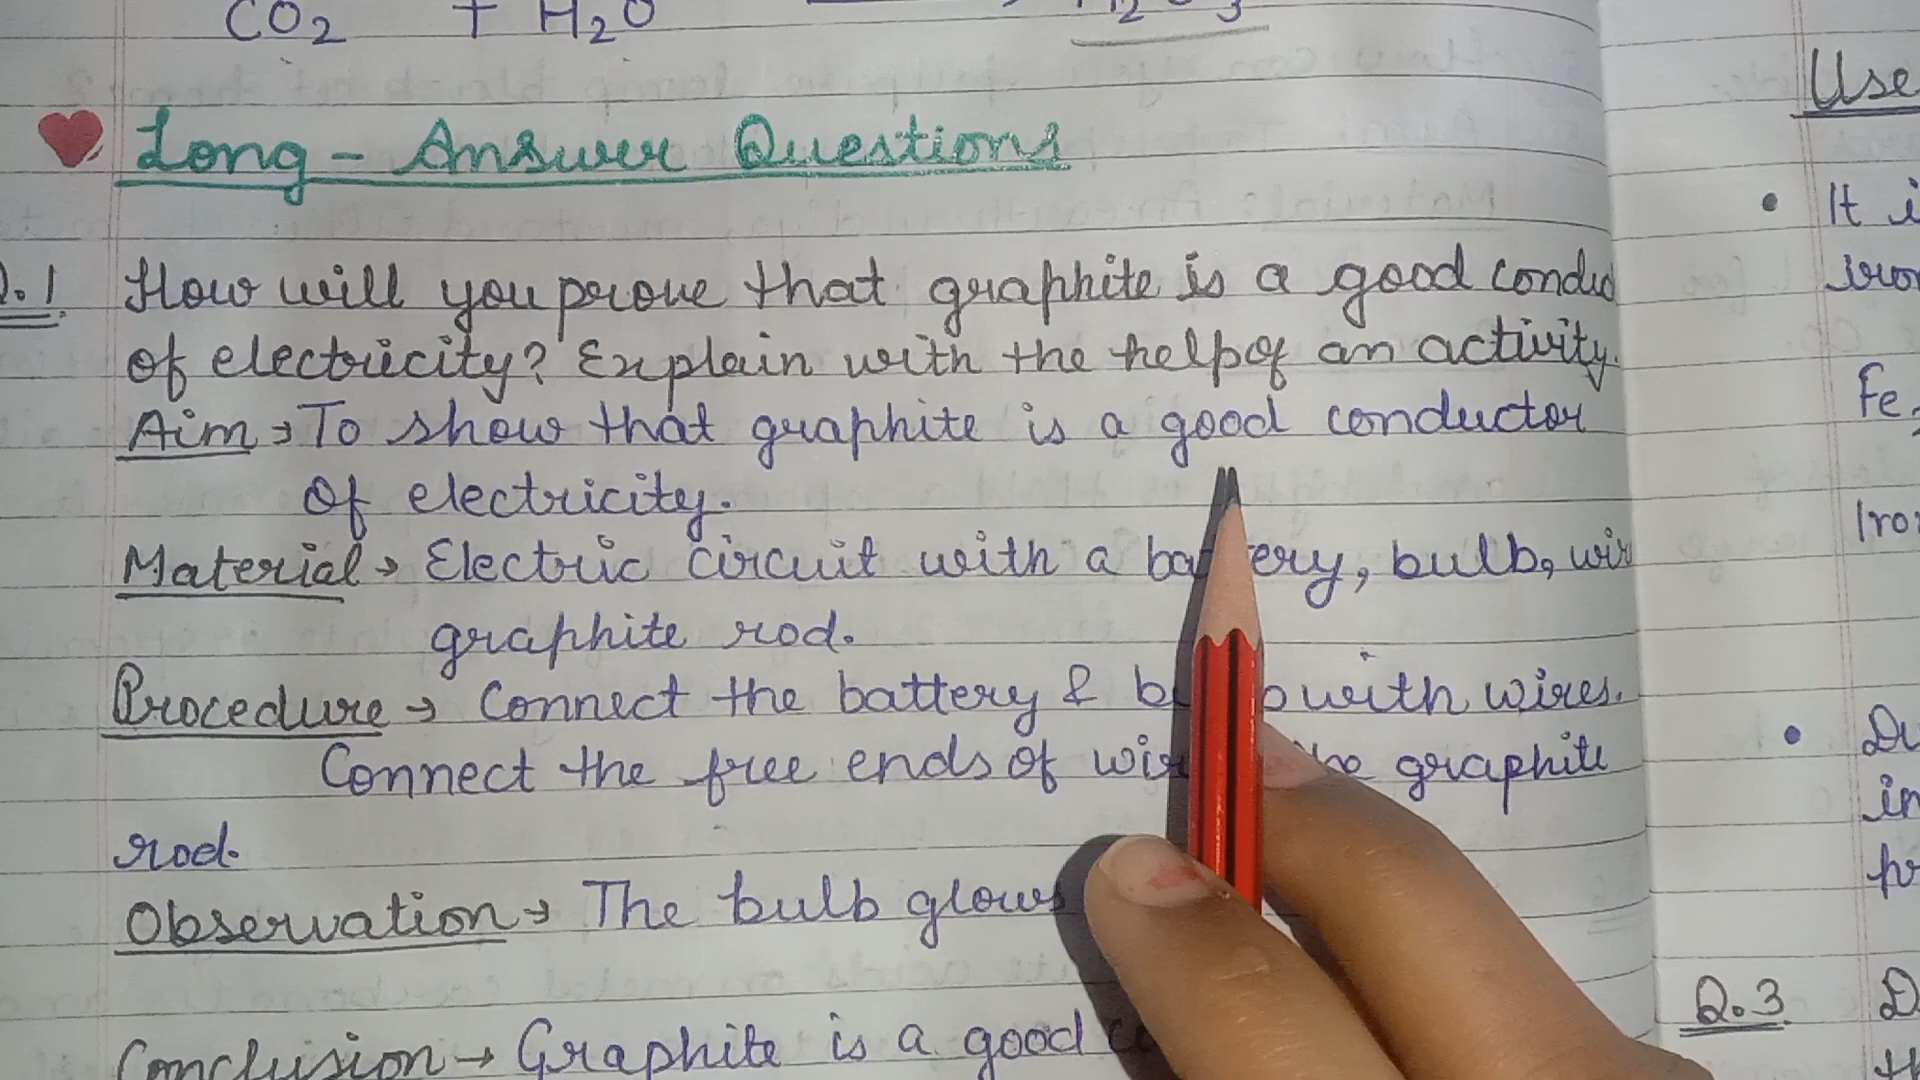 CO2 + H2O
Long - Answer Questions
Q.1 How will you prove that graphite is a good
of electricity? Explain with the help of an activity.
Aim → To show that graphite is a good conductor
of electricity.
Material → Electric circuit with a battery, bulb,
graphite rod.
Procedure → Connect the battery & bulb with wires.
Connect the free ends of graphite
rod.
Observation → The bulb glows
Conclusion → Graphite is a good
Use
• It
Fe
•
in
Q.3